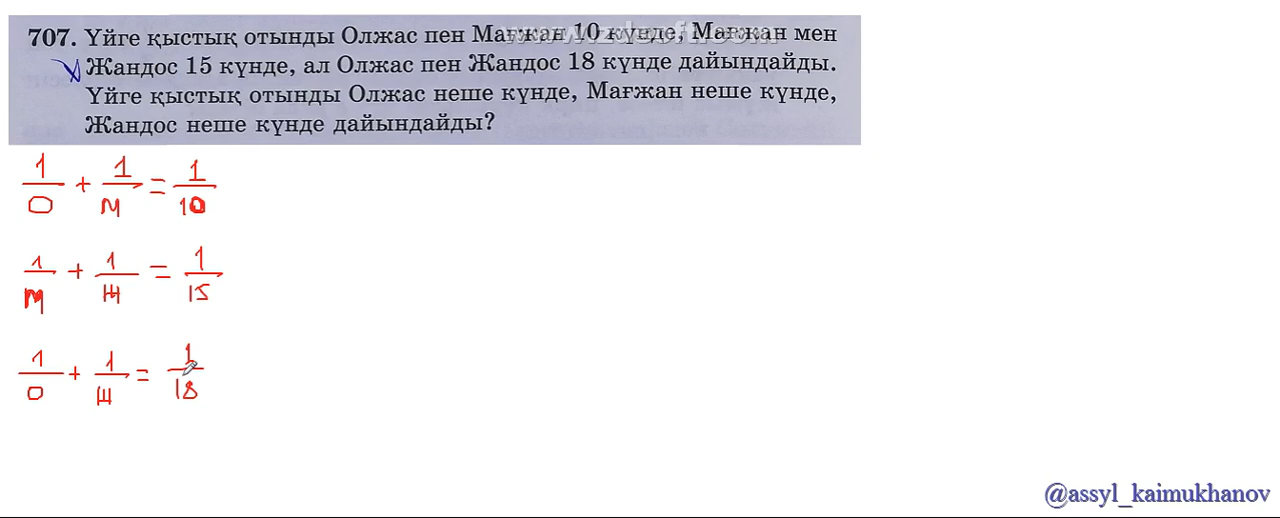 707. Үйге қыстық отынды Олжас пен Мағжан 10 күнде, Мағжан мен
Жандос 15 күнде, ал Олжас пен Жандос 18 күнде дайындайды.
Үйге қыстық отынды Олжас неше күнде, Мағжан неше күнде,
Жандос неше күнде дайындайды?
1/О + 1/М = 1/10
1/М + 1/Ж = 1/15
1/О + 1/Ж = 1/18
@assyl_kaimukhanov